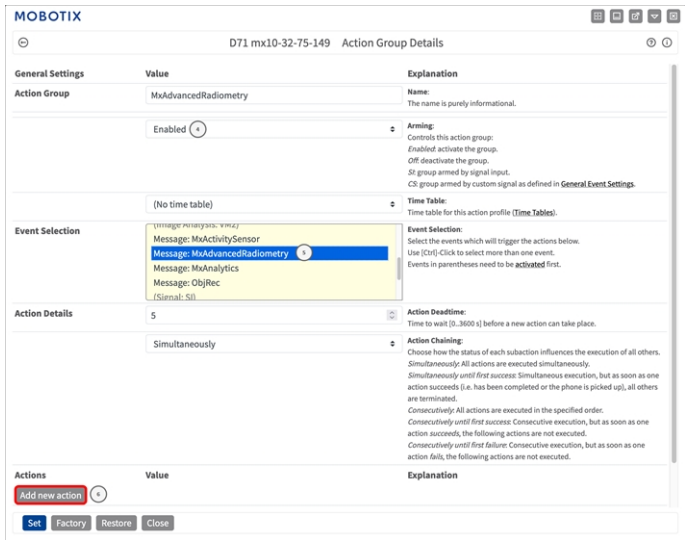 MOBOTIX
D71 mx10-32-75-149 Action Group Details
General Settings
Value
Explanation
Action Group
MxAdvancedRadiometry
Name:
The name is purely informational.
Enabled 4
Arming:
Controls this action group:
Enabled: activate the group.
Off: deactivate the group.
SI: group armed by signal input.
CS: group armed by custom signal as defined in General Event Settings.
(No time table)
Time Table:
Time table for this action profile (Time Tables).
Event Selection
(Image Analysis: VM2)
Message: MxActivitySensor
Message: MxAdvancedRadiometry 5
Message: MxAnalytics
Message: ObjRec
(Signal: SI)
Event Selection:
Select the events which will trigger the actions below.
Use [Ctrl]-Click to select more than one event.
Events in parentheses need to be activated first.
Action Details
5
Action Deadtime:
Time to wait [0..3600 s] before a new action can take place.
Simultaneously
Action Chaining:
Choose how the status of each subaction influences the execution of all others.
Simultaneously: All actions are executed simultaneously.
Simultaneously until first success: Simultaneous execution, but as soon as one
action succeeds (i.e. has been completed or the phone is picked up), all others
are terminated.
Consecutively: All actions are executed in the specified order.
Consecutively until first success: Consecutive execution, but as soon as one
action succeeds, the following actions are not executed.
Consecutively until first failure: Consecutive execution, but as soon as one
action fails, the following actions are not executed.
Actions
Value
Explanation
Add new action 6
Set Factory Restore Close